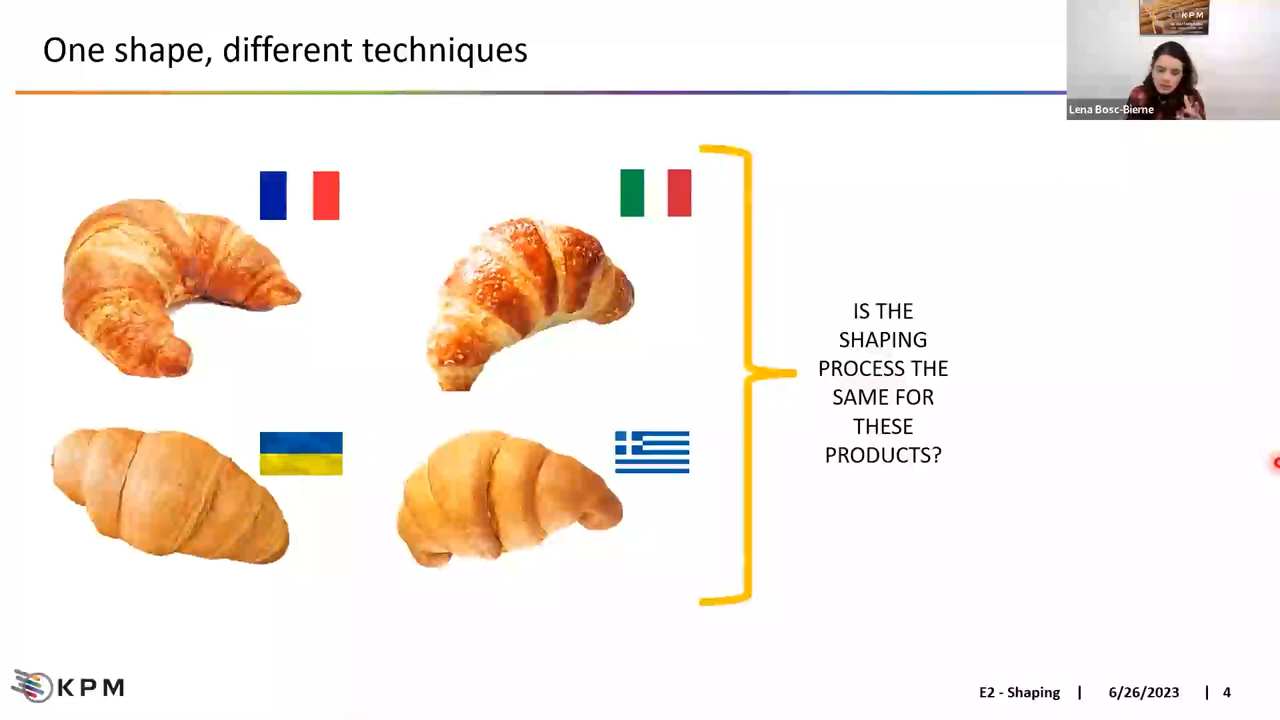 One shape, different techniques
KPM
Lena Bosc-Bierne
IS THE
SHAPING
PROCESS THE
SAME FOR
THESE
PRODUCTS?
KPM
E2 - Shaping | 6/26/2023 | 4